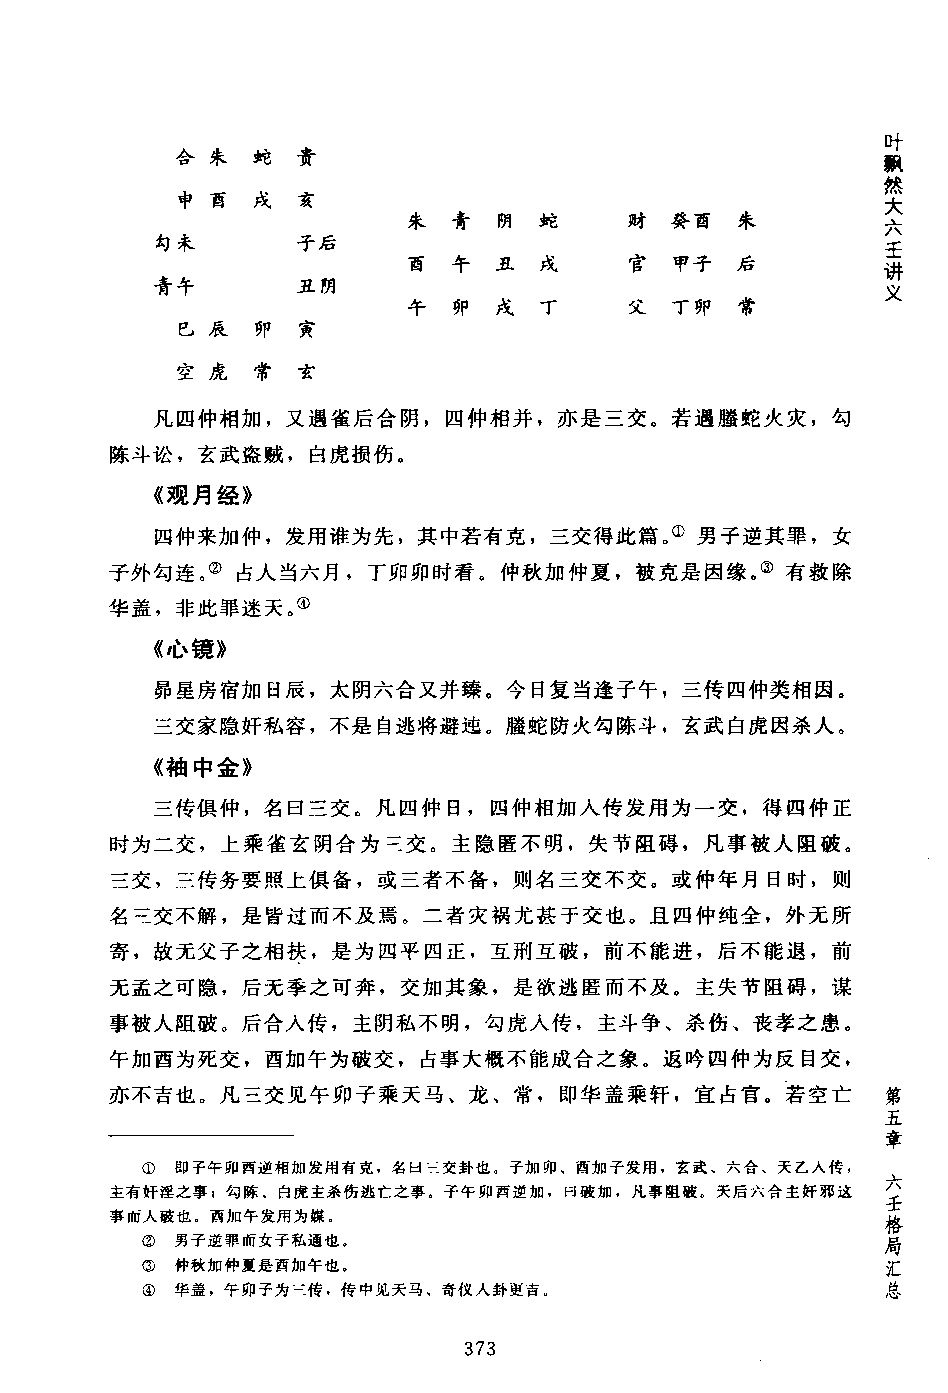 叶飘然大六壬讲义
合 朱 蛇 贵
申 酉 戌 亥
勾未 子后
青午 丑阴
巳 辰 卯 寅
空 虎 常 玄
朱 青 阴 蛇
酉 午 丑 戌
午 卯 戌 丁
财 癸酉 朱
官 甲子 后
父 丁卯 常
凡四仲相加，又遇雀后合阴，四仲相并，亦是三交。若遇螣蛇火灾，勾
陈斗讼，玄武盗贼，白虎损伤。
《观月经》
四仲来加仲，发用谁为先，其中若有克，三交得此篇。① 男子逆其罪，女
子外勾连。② 占人当六月，丁卯卯时看。仲秋加仲夏，被克是因缘。③ 有救除
华盖，非此罪迷天。④
《心镜》
昴星房宿加日辰，太阴六合又并臻。今日复当逢子午，三传四仲类相因。
三交家隐奸私容，不是自逃将避迍。螣蛇防火勾陈斗，玄武白虎因杀人。
《袖中金》
三传俱仲，名曰三交。凡四仲日，四仲相加入传发用为一交，得四仲正
时为二交，上乘雀玄阴合为三交。主隐匿不明，失节阻碍，凡事被人阻破。
三交，三传务要照上俱备，或三者不备，则名三交不交。或仲年月日时，则
名三交不解，是皆过而不及焉。二者灾祸尤甚于交也。且四仲纯全，外无所
寄，故无父子之相扶，是为四平四正，互刑互破，前不能进，后不能退，前
无孟之可隐，后无季之可奔，交加其象，是欲逃匿而不及。主失节阻碍，谋
事被人阻破。后合入传，主阴私不明，勾虎入传，主斗争、杀伤、丧孝之患。
午加酉为死交，酉加午为破交，占事大概不能成合之象。返吟四仲为反目交，
亦不吉也。凡三交见午卯子乘天马、龙、常，即华盖乘轩，宜占官。若空亡
① 即子午卯酉逆相加发用有克，名曰三交卦也。子加卯、酉加子发用，玄武、六合、天乙入传，
主有奸淫之事；勾陈、白虎主杀伤逃亡之事。子午卯酉逆加，曰破加，凡事阻破。天后六合主奸邪这
事而人破也。酉加午发用为媒。
② 男子逆罪而女子私通也。
③ 仲秋加仲夏是酉加午也。
④ 华盖，午卯子为三传，传中见天马、奇仪人卦更吉。
第五章 六壬格局汇总
373